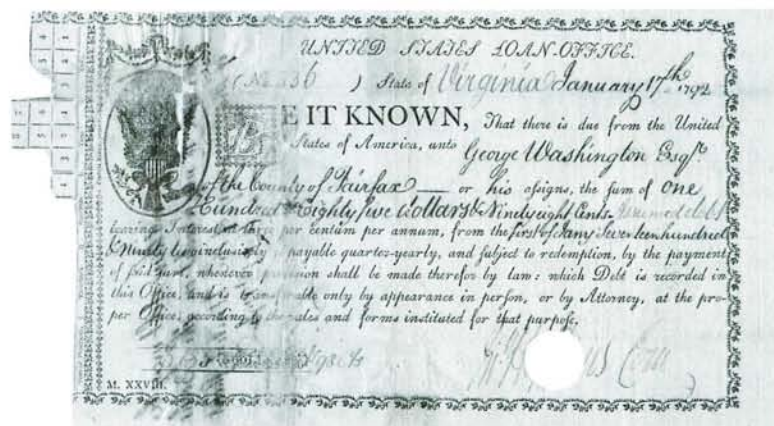 UNITED STATES LOAN-OFFICE.
(No 236 ) State of Virginia January 17th 1792
BE IT KNOWN, That there is due from the United
States of America, unto George Washington Esqr.
of the County of Fairfax — or his aſsigns, the ſum of one
Hundred & Eighty five dollars & Ninety eight Cents
bearing Intereſt at three per centum per annum, from the first of Jany Seventeen hundred
& Ninety two inclusively payable quarter-yearly, and ſubject to redemption, by the payment
of ſaid ſum, whenever proviſion ſhall be made therefor by law: which Debt is recorded in
this Office, and is transferable only by appearance in perſon, or by Attorney, at the pro-
per Office, according to the rules and forms inſtituted for that purpoſe.
M. XXVIII.